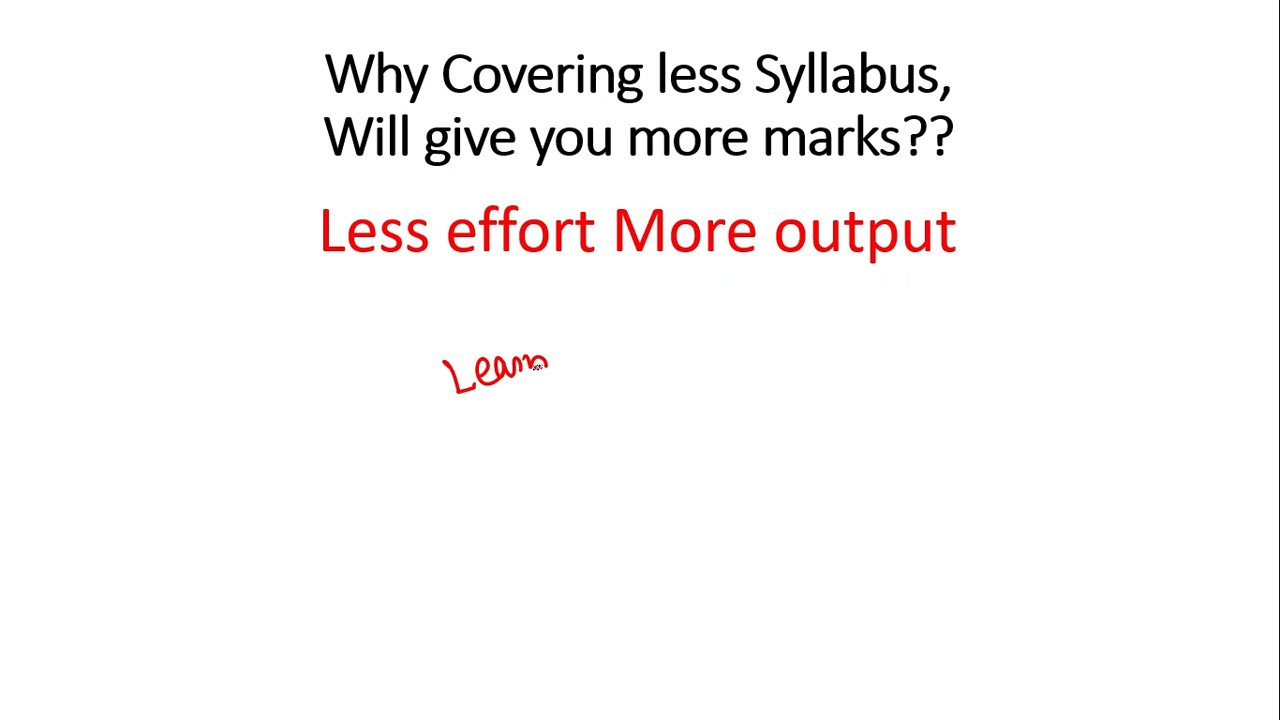 Why Covering less Syllabus,
Will give you more marks??
Less effort More output
Learn